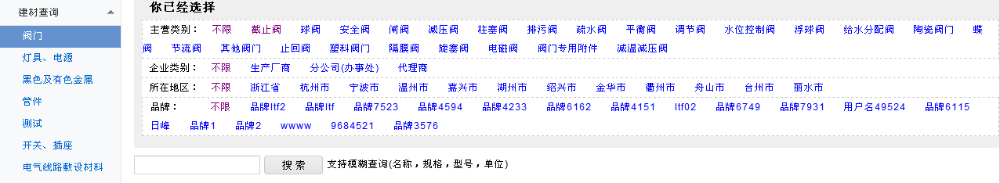 建材查询
阀门
灯具、电源
黑色及有色金属
管件
测试
开关、插座
电气线路敷设材料
你已经选择
主营类别： 不限 截止阀 球阀 安全阀 闸阀 减压阀 柱塞阀 排污阀 疏水阀 平衡阀 调节阀 水位控制阀 浮球阀 给水分配阀 陶瓷阀门 蝶
阀 节流阀 其他阀门 止回阀 塑料阀门 隔膜阀 旋塞阀 电磁阀 阀门专用附件 减温减压阀
企业类别： 不限 生产厂商 分公司(办事处) 代理商
所在地区： 不限 浙江省 杭州市 宁波市 温州市 嘉兴市 湖州市 绍兴市 金华市 衢州市 舟山市 台州市 丽水市
品牌： 不限 品牌ltf2 品牌ltf 品牌7523 品牌4594 品牌4233 品牌6162 品牌4151 ltf02 品牌6749 品牌7931 用户名49524 品牌6115
日峰 品牌1 品牌2 wwww 9684521 品牌3576
搜 索 支持模糊查询(名称，规格，型号，单位)